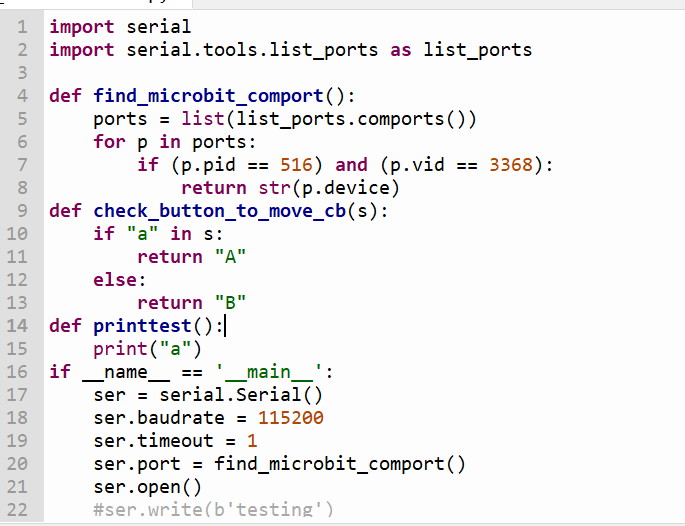 1 import serial
2 import serial.tools.list_ports as list_ports
3
4 def find_microbit_comport():
5     ports = list(list_ports.comports())
6     for p in ports:
7         if (p.pid == 516) and (p.vid == 3368):
8             return str(p.device)
9 def check_button_to_move_cb(s):
10     if "a" in s:
11         return "A"
12     else:
13         return "B"
14 def printtest():
15     print("a")
16 if __name__ == '__main__':
17     ser = serial.Serial()
18     ser.baudrate = 115200
19     ser.timeout = 1
20     ser.port = find_microbit_comport()
21     ser.open()
22     #ser.write(b'testing')